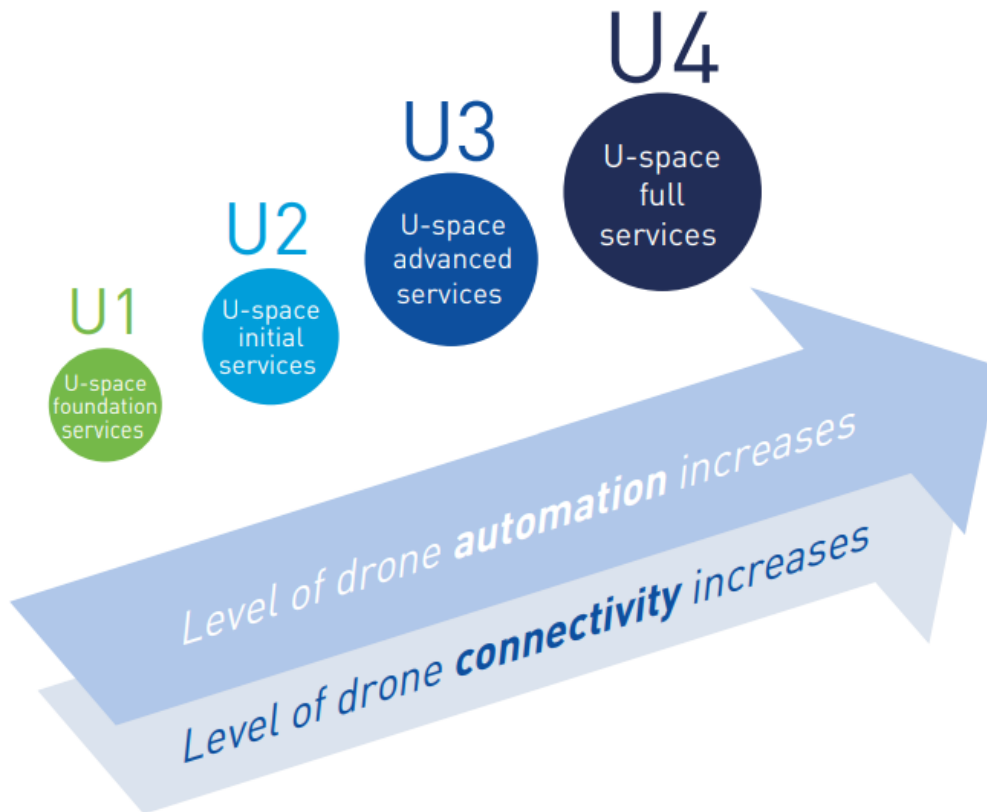 U1
U-space
foundation
services
U2
U-space
initial
services
U3
U-space
advanced
services
U4
U-space
full
services
Level of drone automation increases
Level of drone connectivity increases